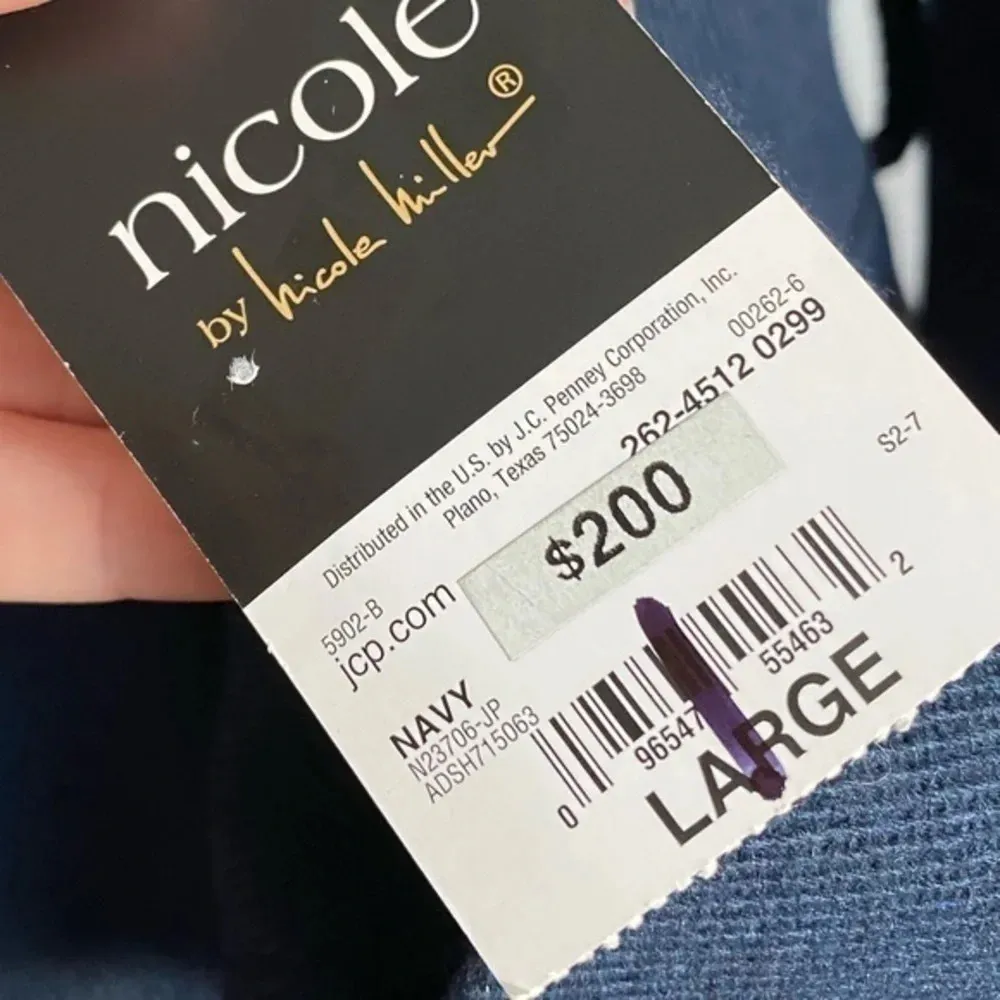 nicole
by nicole miller®
Distributed in the U.S. by J.C. Penney Corporation, Inc.
Plano, Texas 75024-3698
00262-6
262-4512 0299
S2-7
$200
5902-B
jcp.com
NAVY
N23706-JP
ADSH715063
0 96547 55463 2
LARGE